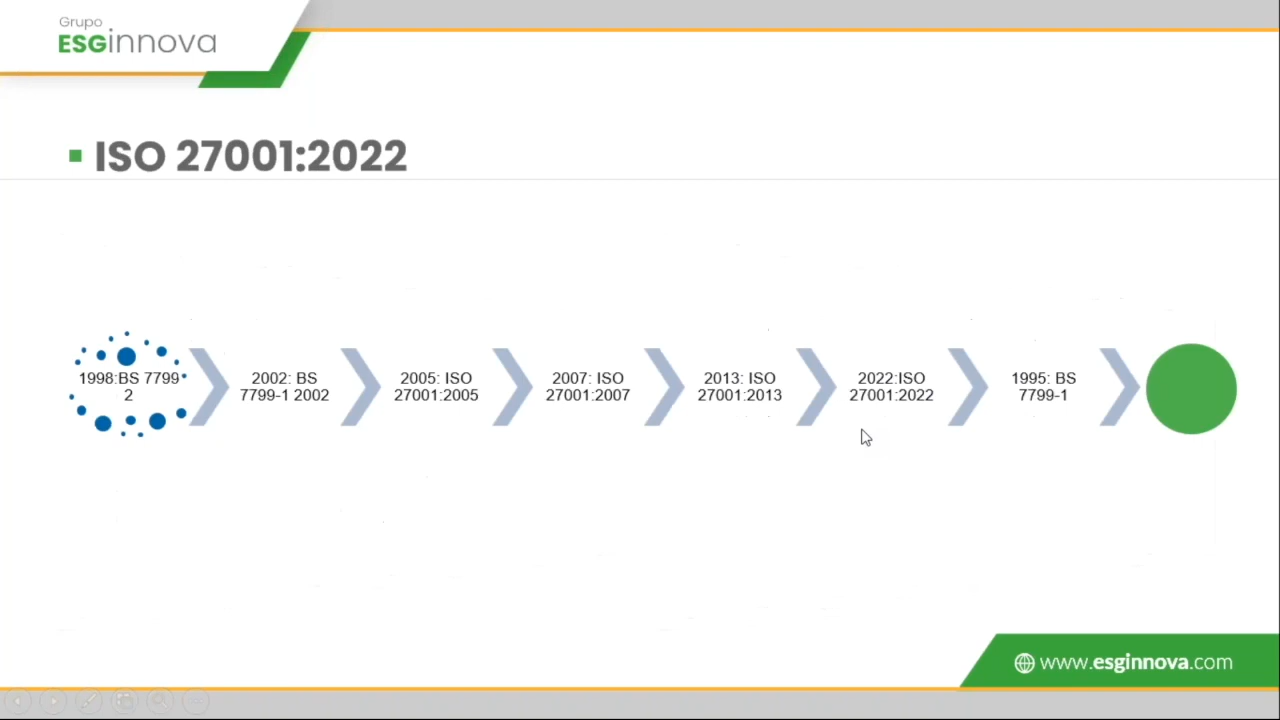 Grupo
ESGinnova
ISO 27001:2022
1998:BS 7799
2
2002: BS
7799-1 2002
2005: ISO
27001:2005
2007: ISO
27001:2007
2013: ISO
27001:2013
2022:ISO
27001:2022
1995: BS
7799-1
www.esginnova.com